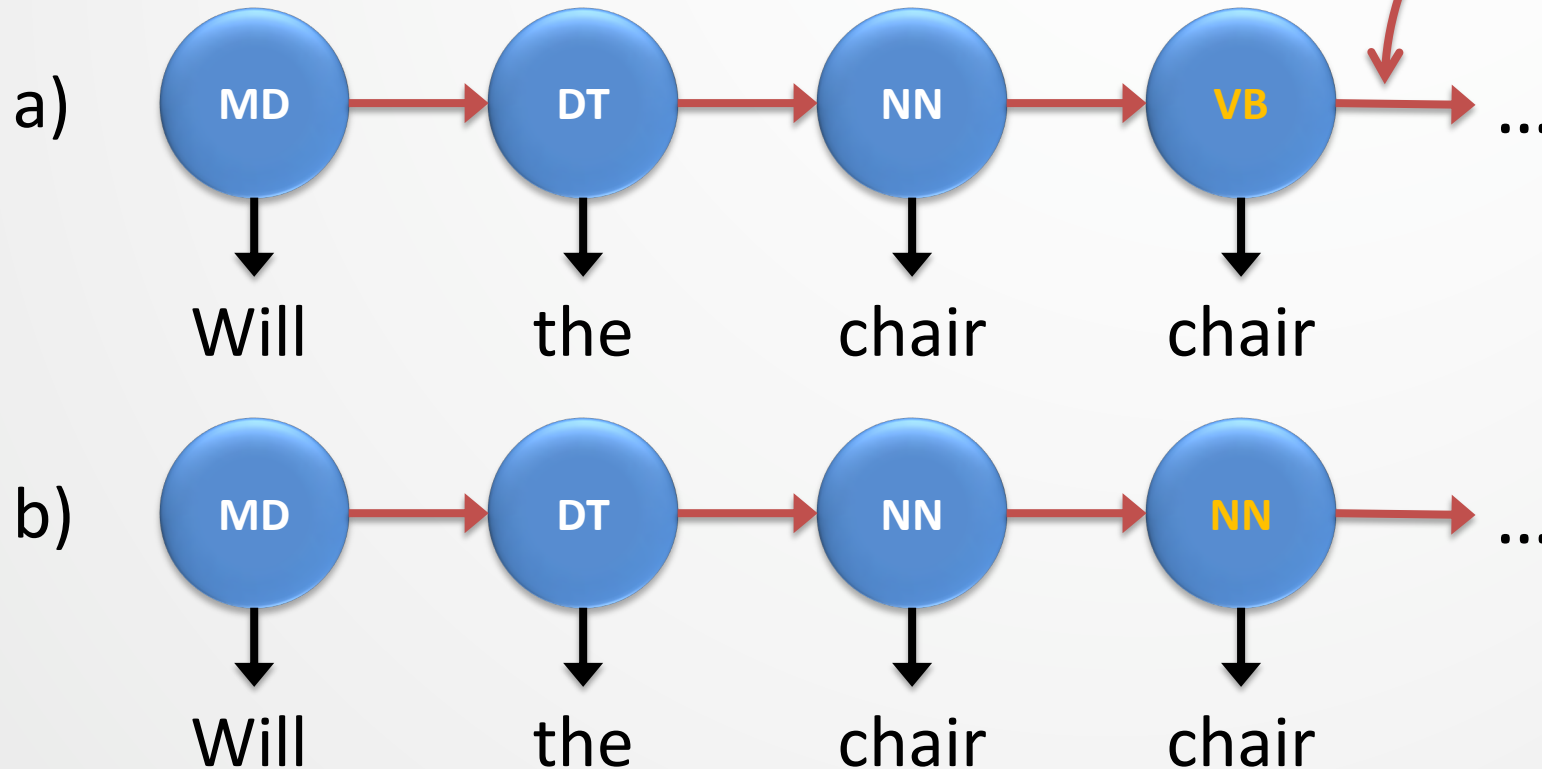 a) MD DT NN VB ...
Will the chair chair
b) MD DT NN NN ...
Will the chair chair